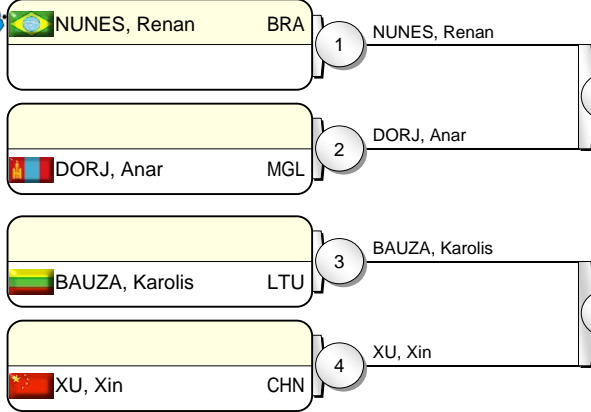 NUNES, Renan BRA
1
NUNES, Renan
DORJ, Anar MGL
2
DORJ, Anar
BAUZA, Karolis LTU
3
BAUZA, Karolis
XU, Xin CHN
4
XU, Xin